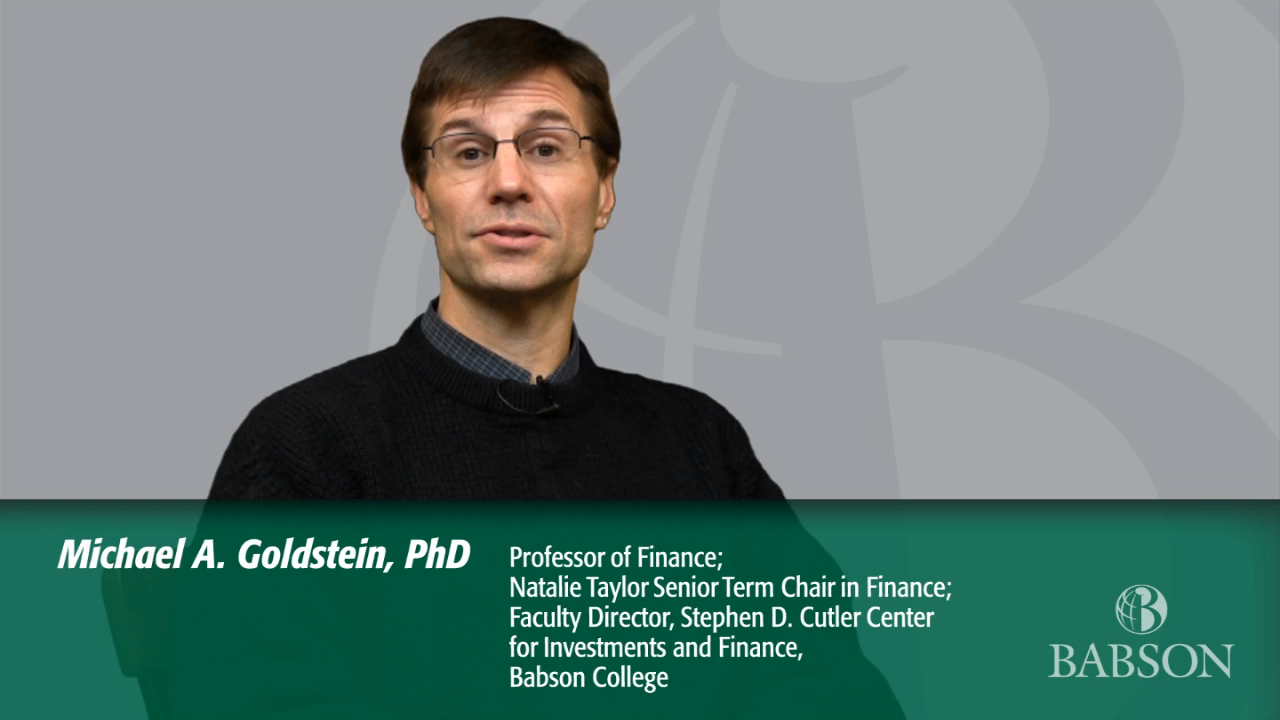 Michael A. Goldstein, PhD
Professor of Finance;
Natalie Taylor Senior Term Chair in Finance;
Faculty Director, Stephen D. Cutler Center
for Investments and Finance,
Babson College
B
BABSON